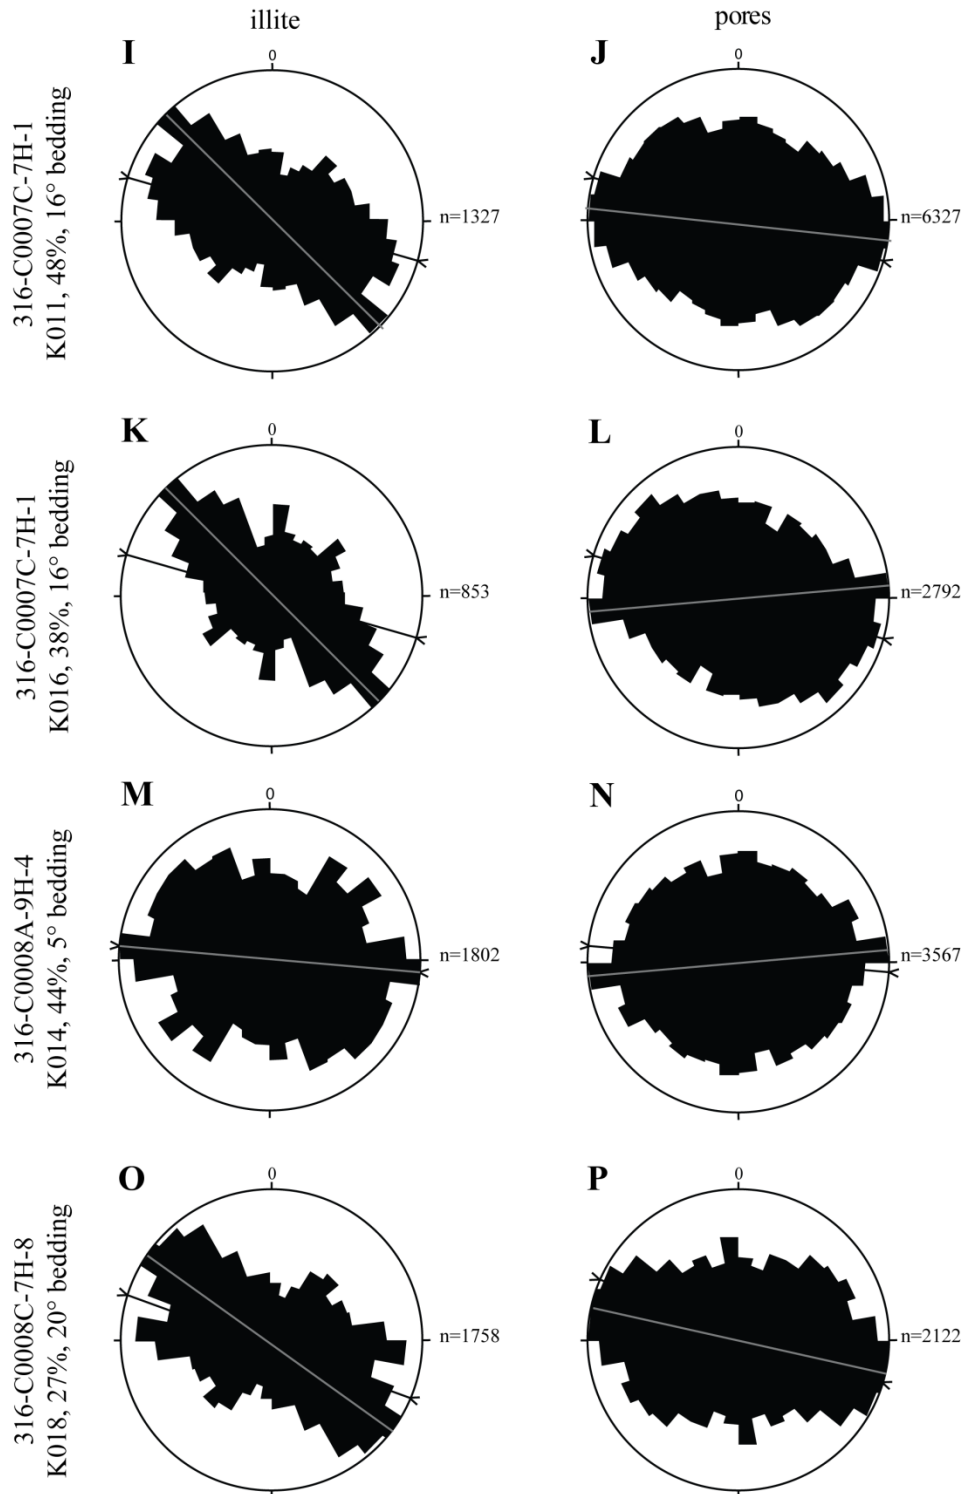 illite
pores
I
J
316-C0007C-7H-1
K011, 48%, 16° bedding
0
n=1327
0
n=6327
K
L
316-C0007C-7H-1
K016, 38%, 16° bedding
0
n=853
0
n=2792
M
N
316-C0008A-9H-4
K014, 44%, 5° bedding
0
n=1802
0
n=3567
O
P
316-C0008C-7H-8
K018, 27%, 20° bedding
0
n=1758
0
n=2122